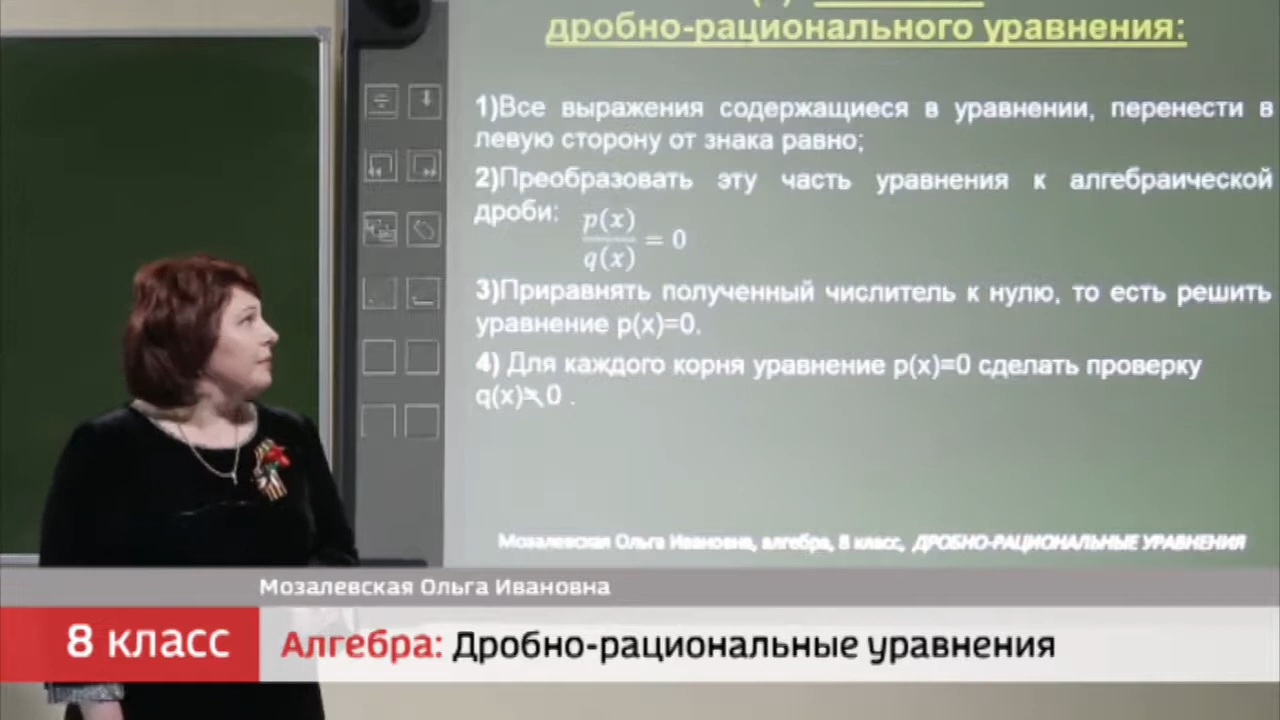 дробно-рационального уравнения:
1)Все выражения содержащиеся в уравнении, перенести в
левую сторону от знака равно;
2)Преобразовать эту часть уравнения к алгебраической
дроби: p(x)/q(x) = 0
3)Приравнять полученный числитель к нулю, то есть решить
уравнение p(x)=0.
4) Для каждого корня уравнение p(x)=0 сделать проверку
q(x)≠0 .
Мозалевская Ольга Ивановна, алгебра, 8 класс, ДРОБНО-РАЦИОНАЛЬНЫЕ УРАВНЕНИЯ
Мозалевская Ольга Ивановна
8 класс
Алгебра: Дробно-рациональные уравнения